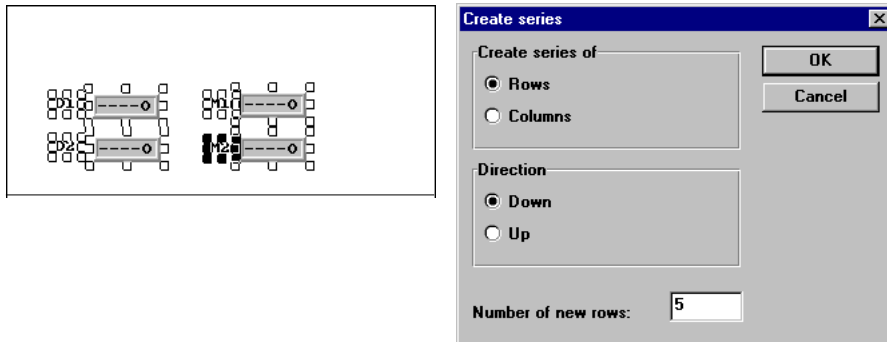 D1 ----0 M1 ----0
D2 ----0 M2 ----0
Create series
Create series of
Rows
Columns
OK
Cancel
Direction
Down
Up
Number of new rows: 5